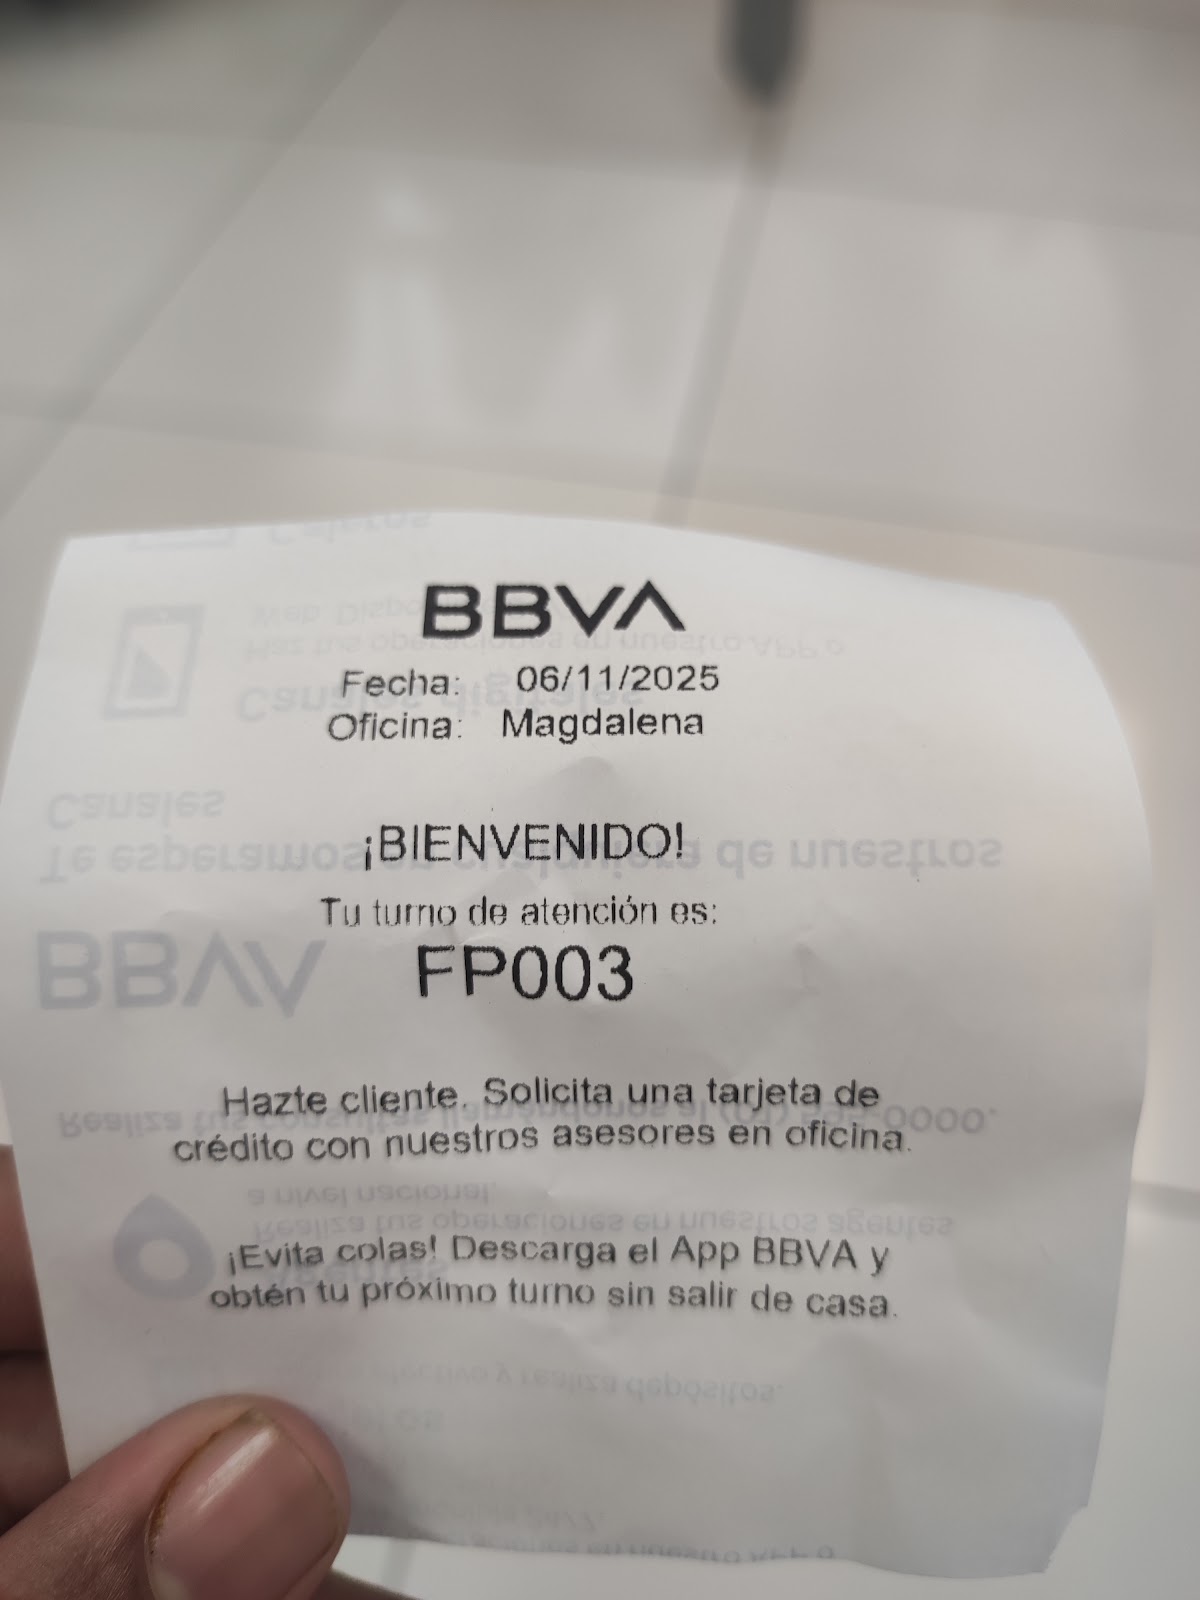 BBVA
Fecha: 06/11/2025
Oficina: Magdalena
¡BIENVENIDO!
Tu turno de atención es:
FP003
Hazte cliente. Solicita una tarjeta de
crédito con nuestros asesores en oficina.
¡Evita colas! Descarga el App BBVA y
obtén tu próximo turno sin salir de casa.